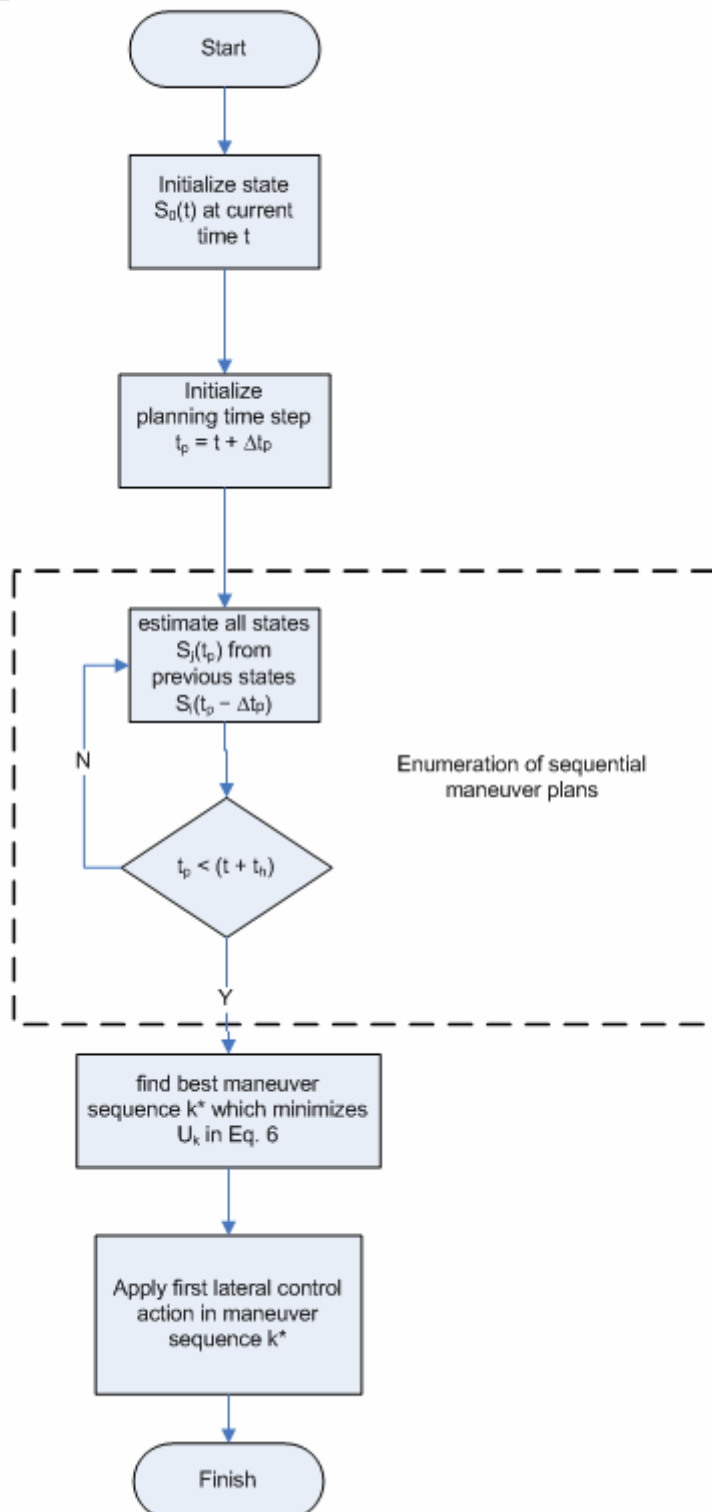 Start
Initialize state
S₀(t) at current
time t
Initialize
planning time step
tₚ = t + Δtp
estimate all states
Sⱼ(tₚ) from
previous states
Sᵢ(tₚ − Δtp)
N
Enumeration of sequential
maneuver plans
tₚ < (t + tₕ)
Y
find best maneuver
sequence k* which minimizes
Uₖ in Eq. 6
Apply first lateral control
action in maneuver
sequence k*
Finish